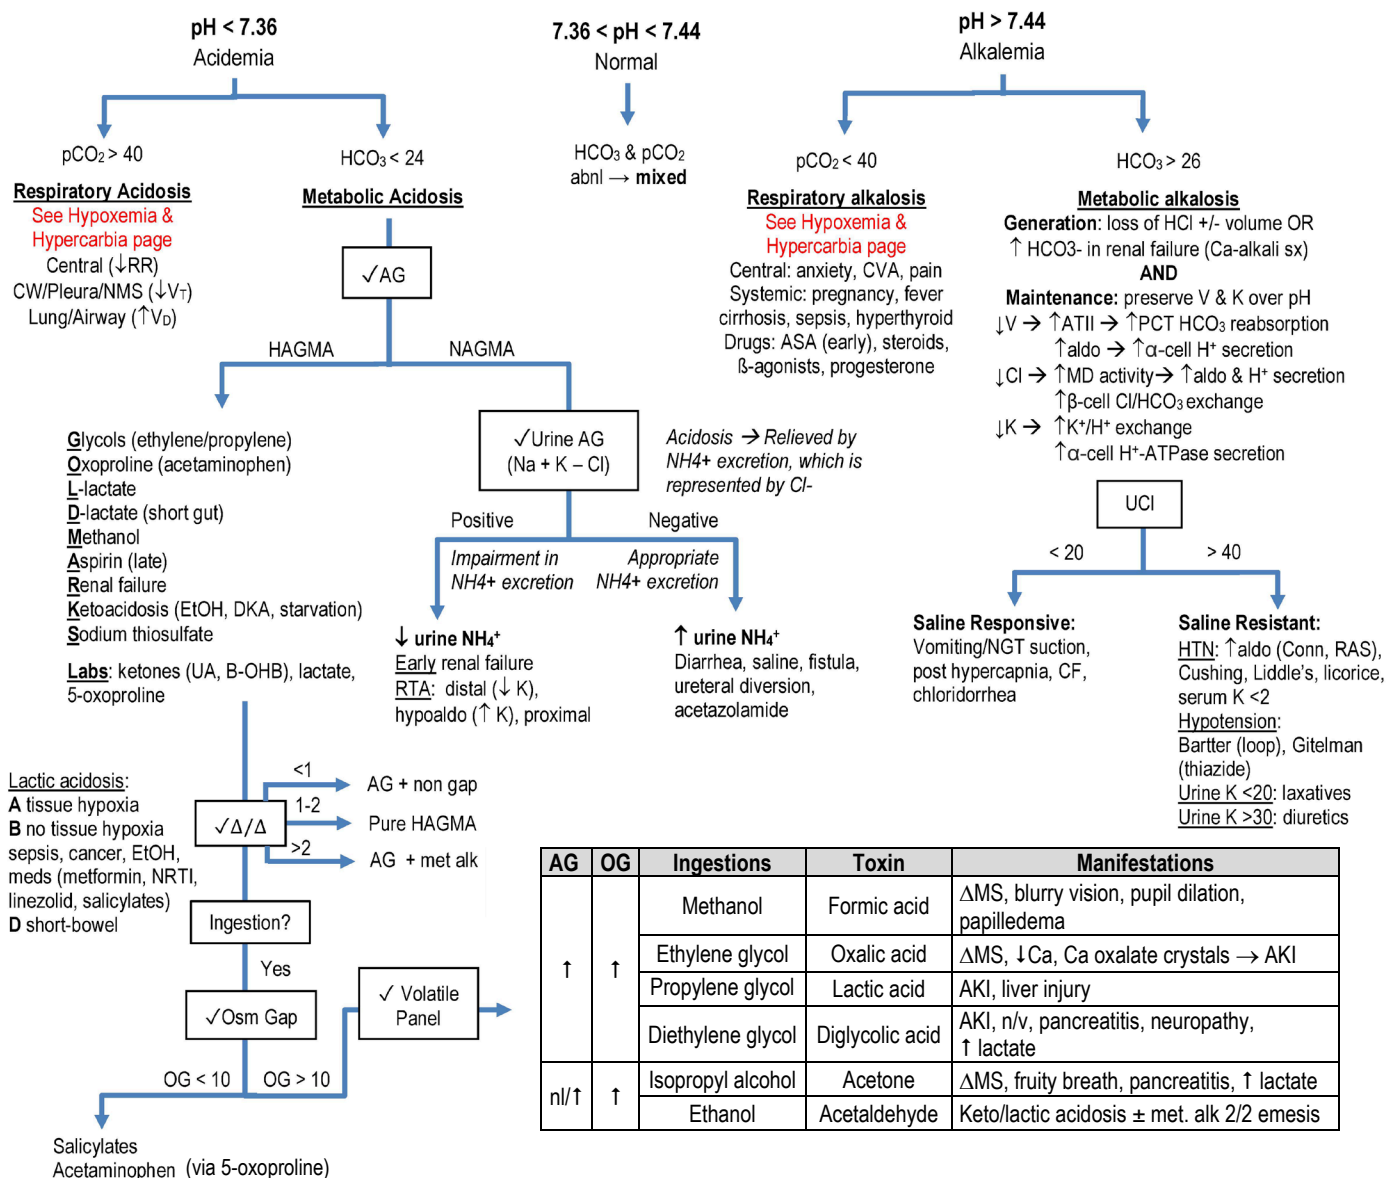 pH < 7.36
Acidemia
7.36 < pH < 7.44
Normal
pH > 7.44
Alkalemia
pCO₂ > 40
Respiratory Acidosis
See Hypoxemia &
Hypercarbia page
Central (↓RR)
CW/Pleura/NMS (↓V_T)
Lung/Airway (↑V_D)
HCO₃ < 24
Metabolic Acidosis
✓AG
HCO₃ & pCO₂
abnl → mixed
pCO₂ < 40
Respiratory alkalosis
See Hypoxemia &
Hypercarbia page
Central: anxiety, CVA, pain
Systemic: pregnancy, fever
cirrhosis, sepsis, hyperthyroid
Drugs: ASA (early), steroids,
ß-agonists, progesterone
HCO₃ > 26
Metabolic alkalosis
Generation: loss of HCl +/- volume OR
↑ HCO3- in renal failure (Ca-alkali sx)
AND
Maintenance: preserve V & K over pH
↓V → ↑ATII → ↑PCT HCO₃ reabsorption
↑aldo → ↑α-cell H⁺ secretion
↓Cl → ↑MD activity→ ↑aldo & H⁺ secretion
↑β-cell Cl/HCO₃ exchange
↓K → ↑K⁺/H⁺ exchange
↑α-cell H⁺-ATPase secretion
HAGMA
NAGMA
Glycols (ethylene/propylene)
Oxoproline (acetaminophen)
L-lactate
D-lactate (short gut)
Methanol
Aspirin (late)
Renal failure
Ketoacidosis (EtOH, DKA, starvation)
Sodium thiosulfate
Labs: ketones (UA, B-OHB), lactate,
5-oxoproline
✓Urine AG
(Na + K – Cl)
Acidosis → Relieved by
NH4+ excretion, which is
represented by Cl-
Positive
Negative
Impairment in
NH4+ excretion
Appropriate
NH4+ excretion
↓ urine NH₄⁺
Early renal failure
RTA: distal (↓ K),
hypoaldo (↑ K), proximal
↑ urine NH₄⁺
Diarrhea, saline, fistula,
ureteral diversion,
acetazolamide
UCl
< 20
> 40
Saline Responsive:
Vomiting/NGT suction,
post hypercapnia, CF,
chloridorrhea
Saline Resistant:
HTN: ↑aldo (Conn, RAS),
Cushing, Liddle's, licorice,
serum K <2
Hypotension:
Bartter (loop), Gitelman
(thiazide)
Urine K <20: laxatives
Urine K >30: diuretics
Lactic acidosis:
A tissue hypoxia
B no tissue hypoxia
sepsis, cancer, EtOH,
meds (metformin, NRTI,
linezolid, salicylates)
D short-bowel
✓Δ/Δ
<1
AG + non gap
1-2
Pure HAGMA
>2
AG + met alk
Ingestion?
Yes
✓Osm Gap
✓ Volatile
Panel
OG < 10
OG > 10
Salicylates
Acetaminophen (via 5-oxoproline)
AG OG Ingestions Toxin Manifestations
↑ ↑ Methanol Formic acid ΔMS, blurry vision, pupil dilation,
papilledema
Ethylene glycol Oxalic acid ΔMS, ↓Ca, Ca oxalate crystals → AKI
Propylene glycol Lactic acid AKI, liver injury
Diethylene glycol Diglycolic acid AKI, n/v, pancreatitis, neuropathy,
↑ lactate
nl/↑ ↑ Isopropyl alcohol Acetone ΔMS, fruity breath, pancreatitis, ↑ lactate
Ethanol Acetaldehyde Keto/lactic acidosis ± met. alk 2/2 emesis